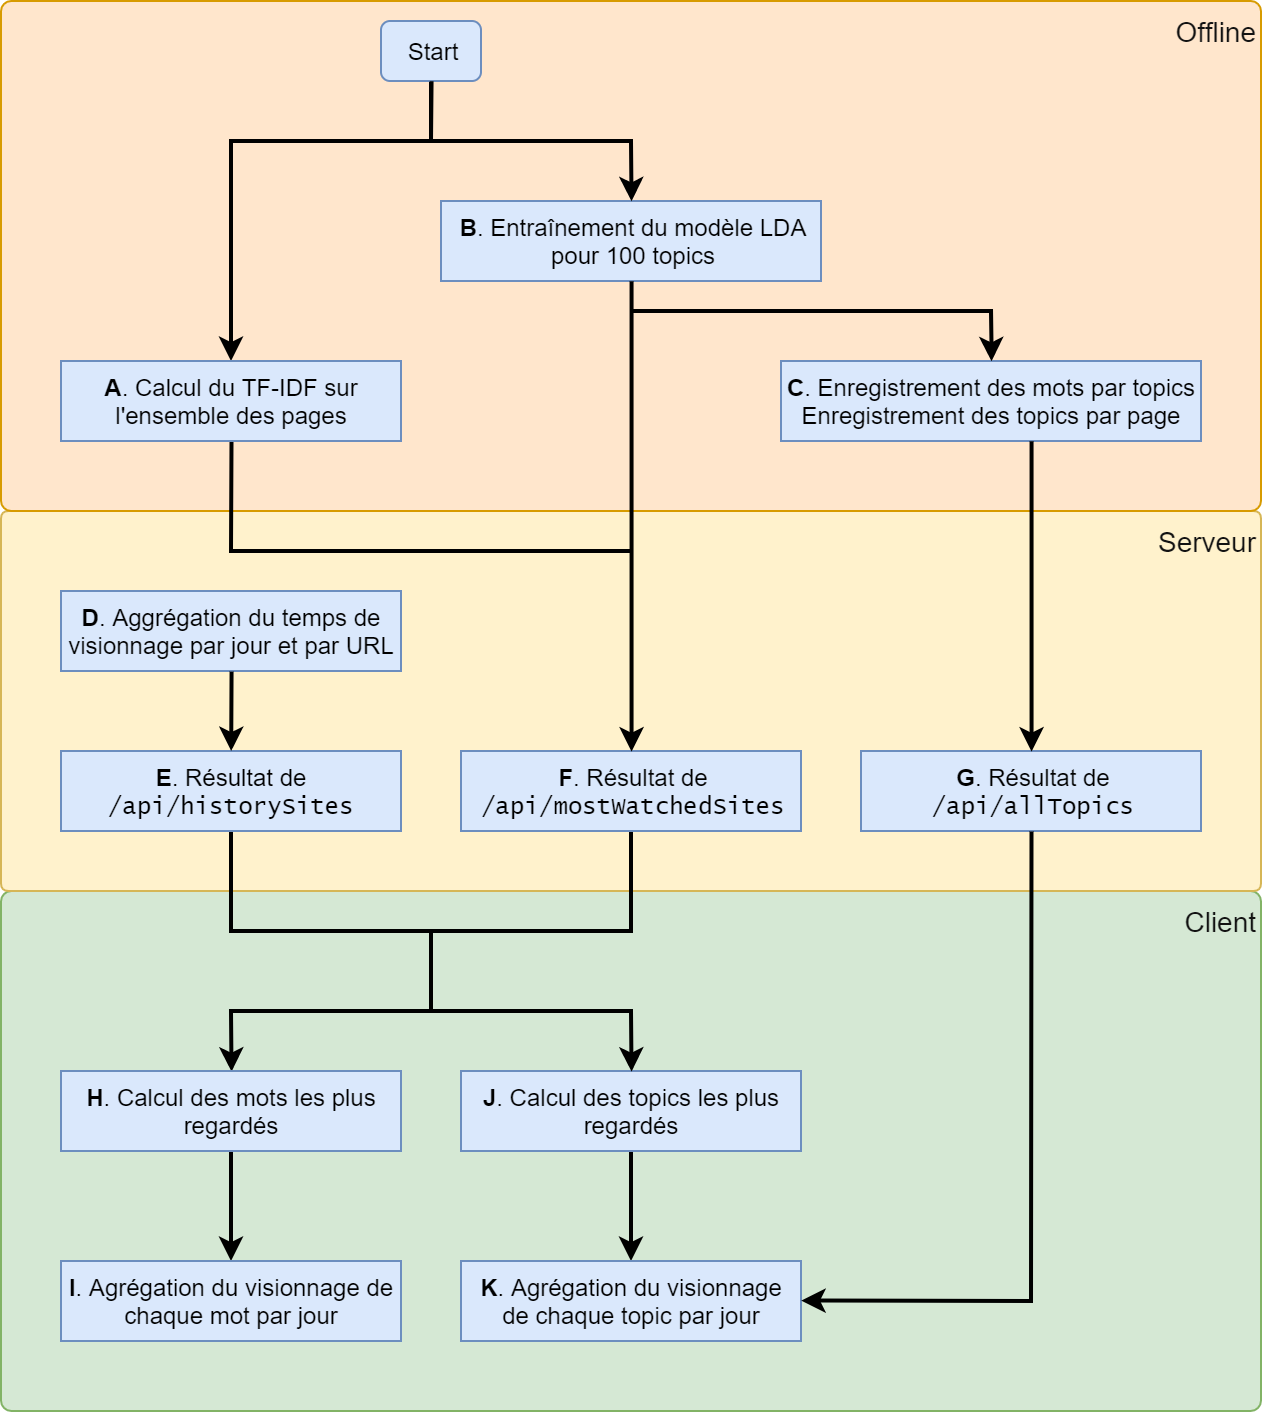 Offline
Start
B. Entraînement du modèle LDA
pour 100 topics
A. Calcul du TF-IDF sur
l'ensemble des pages
C. Enregistrement des mots par topics
Enregistrement des topics par page
Serveur
D. Aggrégation du temps de
visionnage par jour et par URL
E. Résultat de
/api/historySites
F. Résultat de
/api/mostWatchedSites
G. Résultat de
/api/allTopics
Client
H. Calcul des mots les plus
regardés
J. Calcul des topics les plus
regardés
I. Agrégation du visionnage de
chaque mot par jour
K. Agrégation du visionnage
de chaque topic par jour